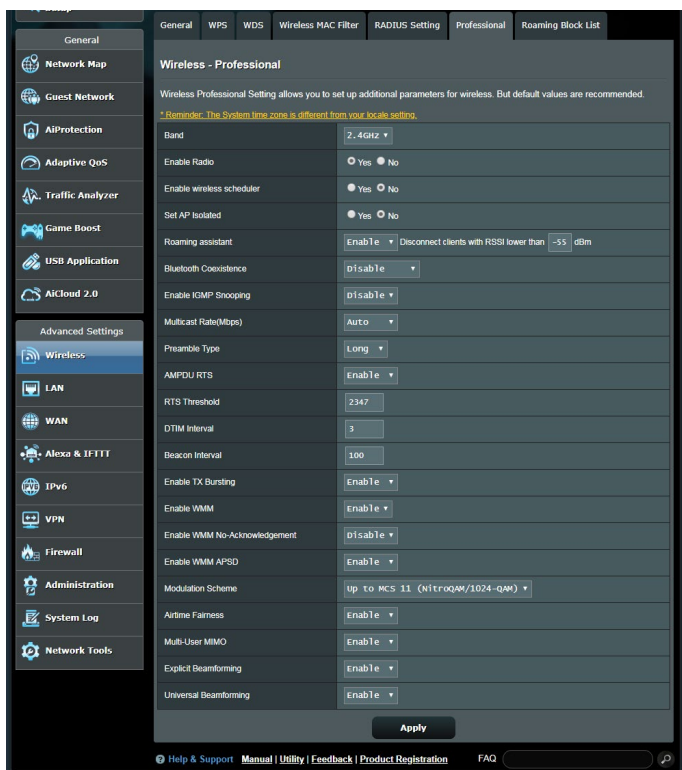 General
Network Map
Guest Network
AiProtection
Adaptive QoS
Traffic Analyzer
Game Boost
USB Application
AiCloud 2.0
Advanced Settings
Wireless
LAN
WAN
Alexa & IFTTT
IPv6
VPN
Firewall
Administration
System Log
Network Tools
General WPS WDS Wireless MAC Filter RADIUS Setting Professional Roaming Block List
Wireless - Professional
Wireless Professional Setting allows you to set up additional parameters for wireless. But default values are recommended.
* Reminder: The System time zone is different from your locale setting.
Band 2.4GHz
Enable Radio Yes No
Enable wireless scheduler Yes No
Set AP Isolated Yes No
Roaming assistant Enable Disconnect clients with RSSI lower than -55 dBm
Bluetooth Coexistence Disable
Enable IGMP Snooping Disable
Multicast Rate(Mbps) Auto
Preamble Type Long
AMPDU RTS Enable
RTS Threshold 2347
DTIM Interval 3
Beacon Interval 100
Enable TX Bursting Enable
Enable WMM Enable
Enable WMM No-Acknowledgement Disable
Enable WMM APSD Enable
Modulation Scheme Up to MCS 11 (NitroQAM/1024-QAM)
Airtime Fairness Enable
Multi-User MIMO Enable
Explicit Beamforming Enable
Universal Beamforming Enable
Apply
Help & Support Manual | Utility | Feedback | Product Registration FAQ